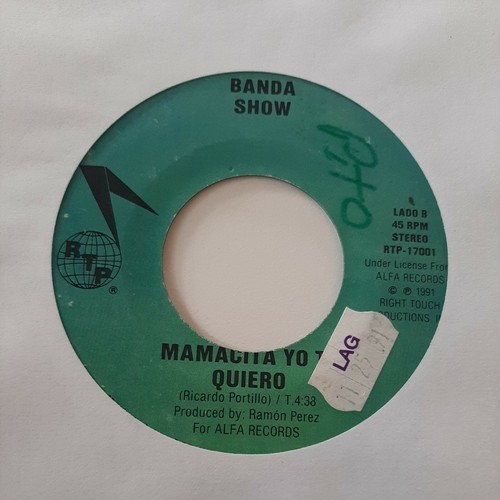 BANDA
SHOW
LADO B
45 RPM
STEREO
RTP-17001
Under License From
ALFA RECORDS
© ℗ 1991
RIGHT TOUCH
RTP
®
MAMACITA YO
QUIERO
(Ricardo Portillo) / T.4:38
Produced by: Ramón Perez
For ALFA RECORDS
LAG